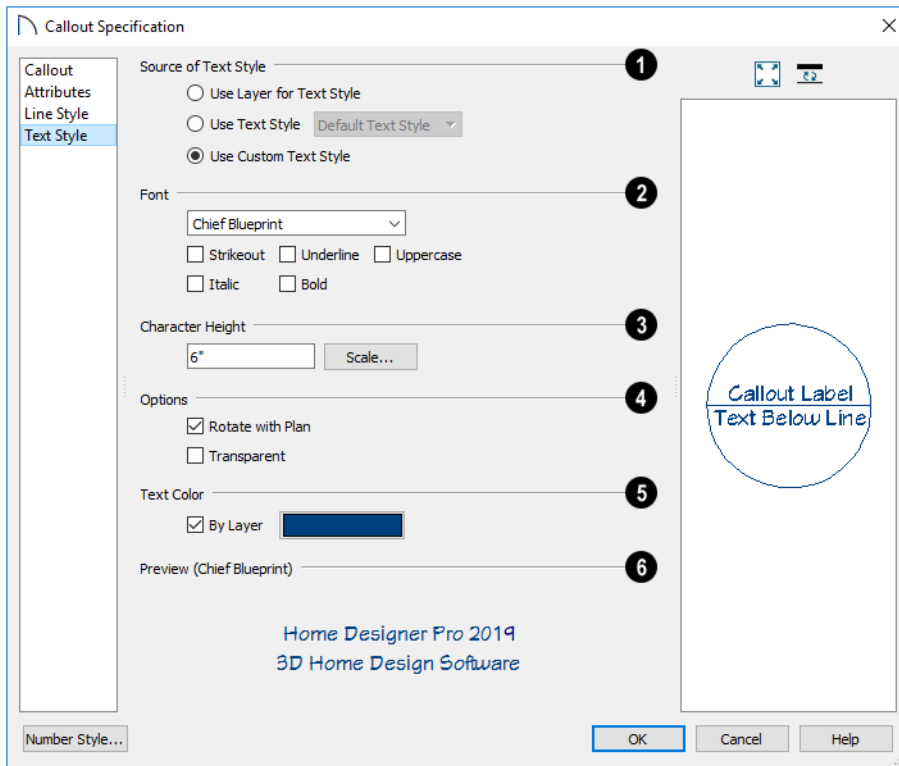 Callout Specification
Callout
Attributes
Line Style
Text Style
Source of Text Style 1
Use Layer for Text Style
Use Text Style Default Text Style
Use Custom Text Style
Font 2
Chief Blueprint
Strikeout Underline Uppercase
Italic Bold
Character Height 3
6" Scale...
Options 4
Rotate with Plan
Transparent
Text Color 5
By Layer
Preview (Chief Blueprint) 6
Home Designer Pro 2019
3D Home Design Software
Callout Label
Text Below Line
Number Style... OK Cancel Help